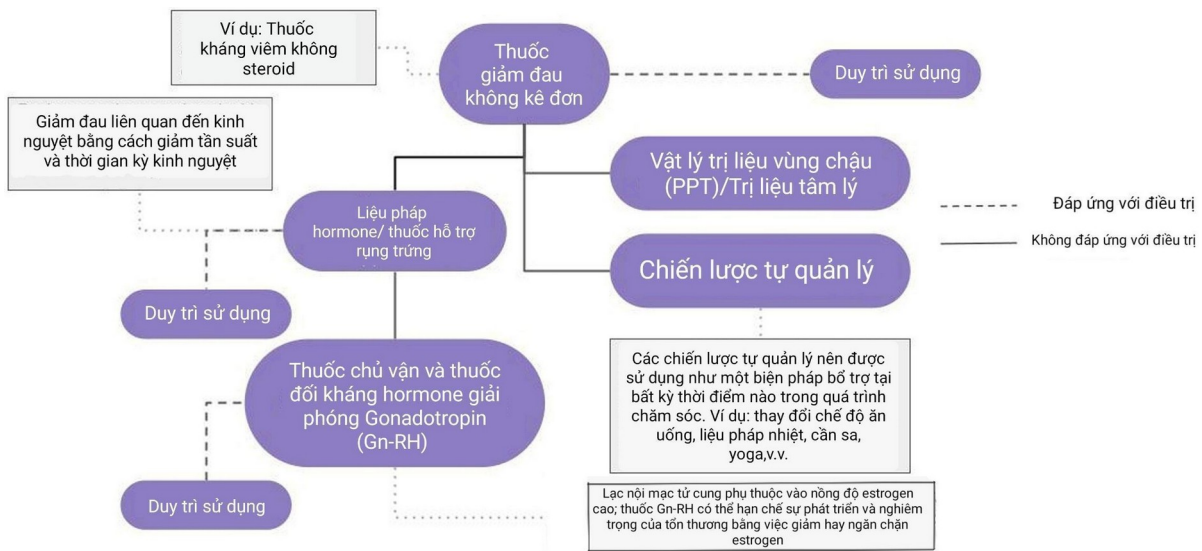 Ví dụ: Thuốc
kháng viêm không
steroid
Thuốc
giảm đau
không kê đơn
Duy trì sử dụng
Giảm đau liên quan đến kinh
nguyệt bằng cách giảm tần suất
và thời gian kỳ kinh nguyệt
Vật lý trị liệu vùng chậu
(PPT)/Trị liệu tâm lý
Liệu pháp
hormone/ thuốc hỗ trợ
rụng trứng
Đáp ứng với điều trị
Không đáp ứng với điều trị
Chiến lược tự quản lý
Duy trì sử dụng
Thuốc chủ vận và thuốc
đối kháng hormone giải
phóng Gonadotropin
(Gn-RH)
Các chiến lược tự quản lý nên được
sử dụng như một biện pháp bổ trợ tại
bất kỳ thời điểm nào trong quá trình
chăm sóc. Ví dụ: thay đổi chế độ ăn
uống, liệu pháp nhiệt, cần sa,
yoga,v.v.
Duy trì sử dụng
Lạc nội mạc tử cung phụ thuộc vào nồng độ estrogen
cao; thuốc Gn-RH có thể hạn chế sự phát triển và nghiêm
trọng của tổn thương bằng việc giảm hay ngăn chặn
estrogen